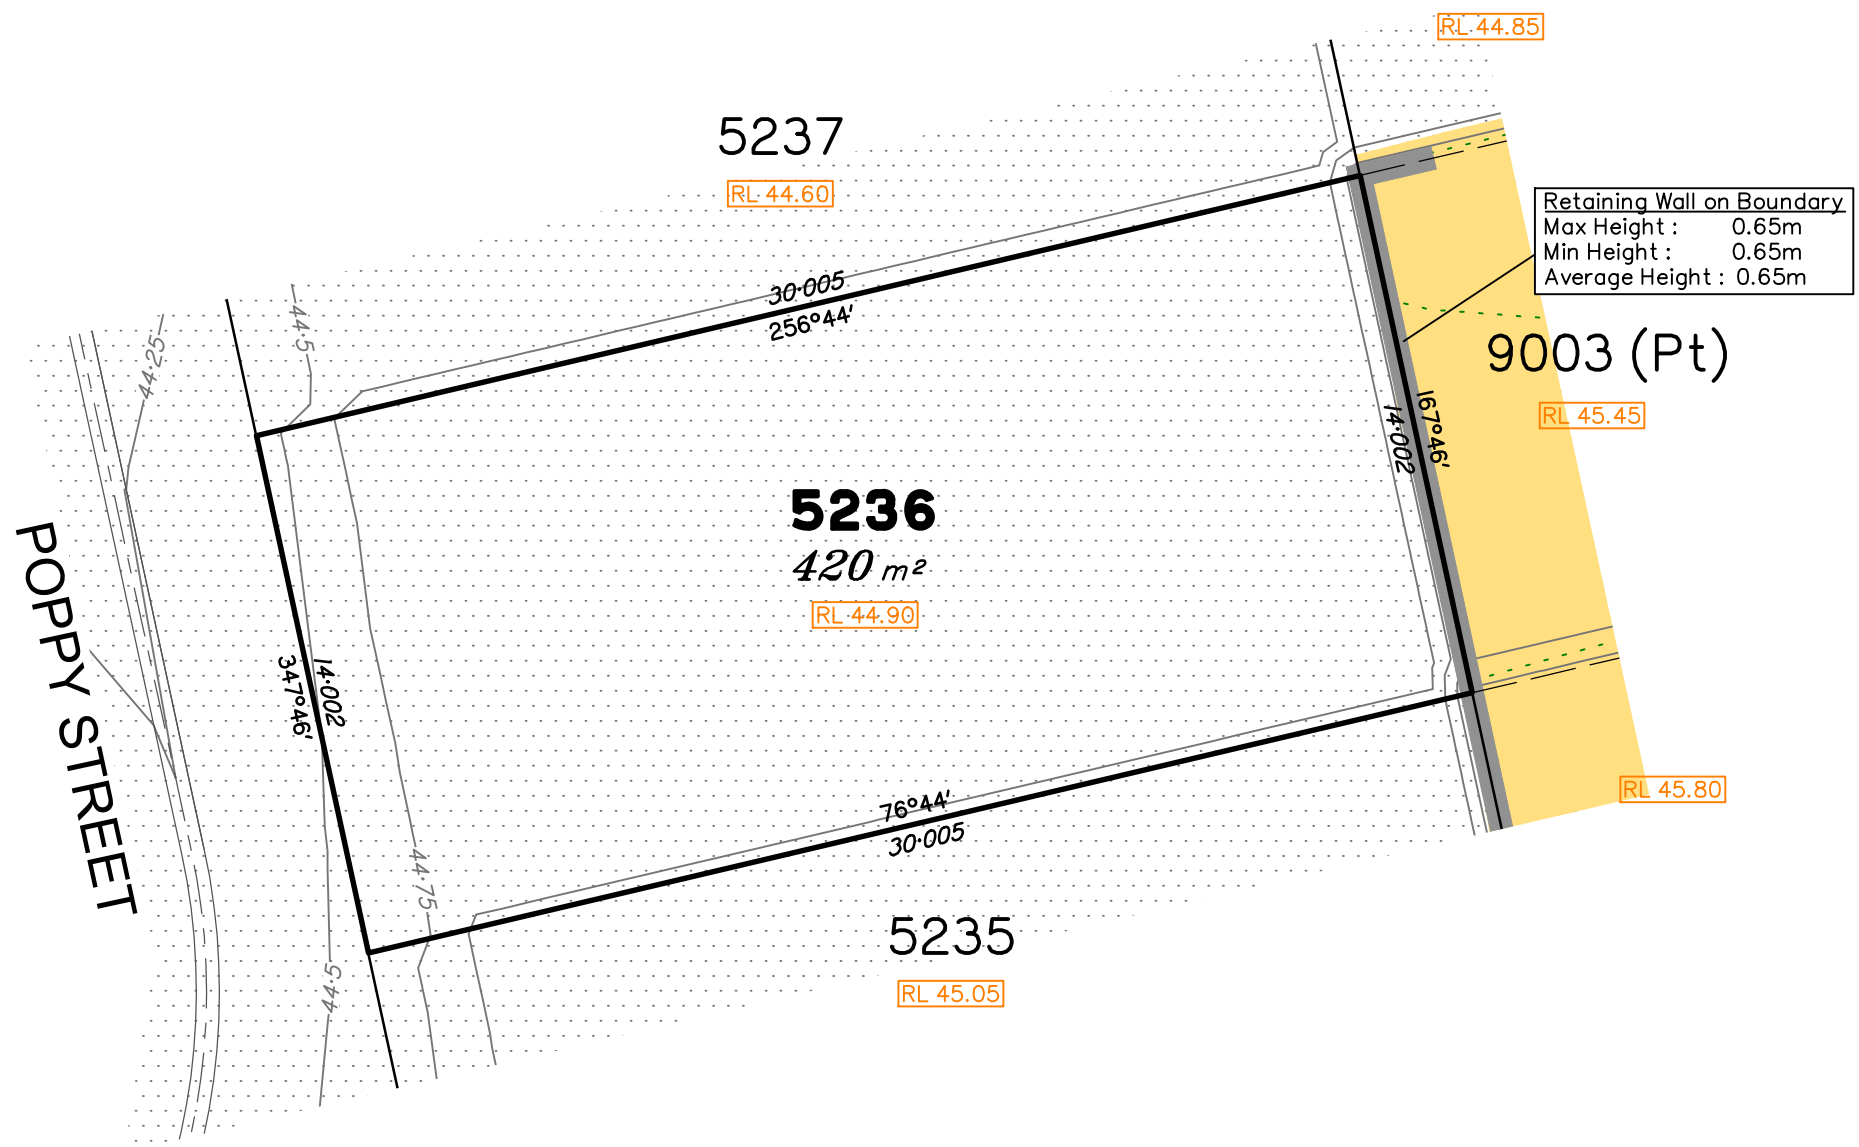 RL 44.85
5237
RL 44.60
Retaining Wall on Boundary
Max Height : 0.65m
Min Height : 0.65m
Average Height : 0.65m
30·005
256°44'
44·5
44·25
9003 (Pt)
RL 45.45
167°46'
14·002
5236
420 m²
RL 44.90
POPPY STREET
14·002
347°46'
76°44'
30·005
RL 45.80
44·75
5235
RL 45.05
44·5